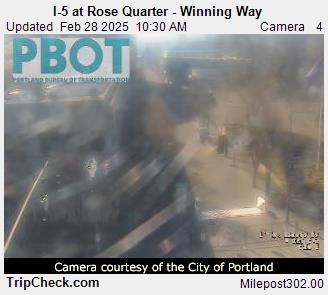 I-5 at Rose Quarter - Winning Way
Updated Feb 28 2025 10:30 AM Camera 4
PBOT
PORTLAND BUREAU OF TRANSPORTATION
Camera courtesy of the City of Portland
TripCheck.com Milepost302.00